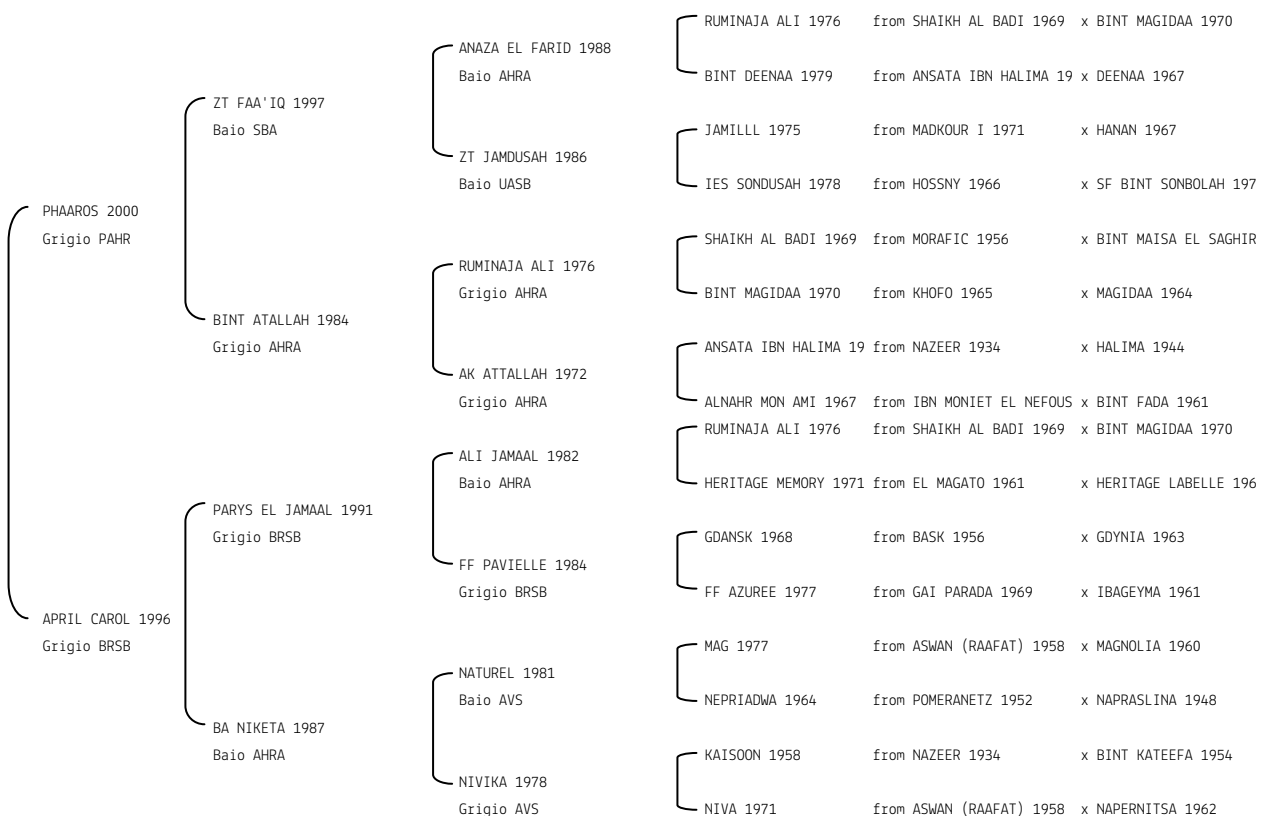 RUMINAJA ALI 1976 from SHAIKH AL BADI 1969 x BINT MAGIDAA 1970
ANAZA EL FARID 1988
Baio AHRA
BINT DEENAA 1979 from ANSATA IBN HALIMA 19 x DEENAA 1967
ZT FAA'IQ 1997
Baio SBA
JAMILLL 1975 from MADKOUR I 1971 x HANAN 1967
ZT JAMDUSAH 1986
Baio UASB
IES SONDUSAH 1978 from HOSSNY 1966 x SF BINT SONBOLAH 197
PHAAROS 2000
Grigio PAHR
SHAIKH AL BADI 1969 from MORAFIC 1956 x BINT MAISA EL SAGHIR
RUMINAJA ALI 1976
Grigio AHRA
BINT MAGIDAA 1970 from KHOFO 1965 x MAGIDAA 1964
BINT ATALLAH 1984
Grigio AHRA
ANSATA IBN HALIMA 19 from NAZEER 1934 x HALIMA 1944
AK ATTALLAH 1972
Grigio AHRA
ALNAHR MON AMI 1967 from IBN MONIET EL NEFOUS x BINT FADA 1961
RUMINAJA ALI 1976 from SHAIKH AL BADI 1969 x BINT MAGIDAA 1970
ALI JAMAAL 1982
Baio AHRA
HERITAGE MEMORY 1971 from EL MAGATO 1961 x HERITAGE LABELLE 196
PARYS EL JAMAAL 1991
Grigio BRSB
GDANSK 1968 from BASK 1956 x GDYNIA 1963
FF PAVIELLE 1984
Grigio BRSB
FF AZUREE 1977 from GAI PARADA 1969 x IBAGEYMA 1961
APRIL CAROL 1996
Grigio BRSB
MAG 1977 from ASWAN (RAAFAT) 1958 x MAGNOLIA 1960
NATUREL 1981
Baio AVS
NEPRIADWA 1964 from POMERANETZ 1952 x NAPRASLINA 1948
BA NIKETA 1987
Baio AHRA
KAISOON 1958 from NAZEER 1934 x BINT KATEEFA 1954
NIVIKA 1978
Grigio AVS
NIVA 1971 from ASWAN (RAAFAT) 1958 x NAPERNITSA 1962